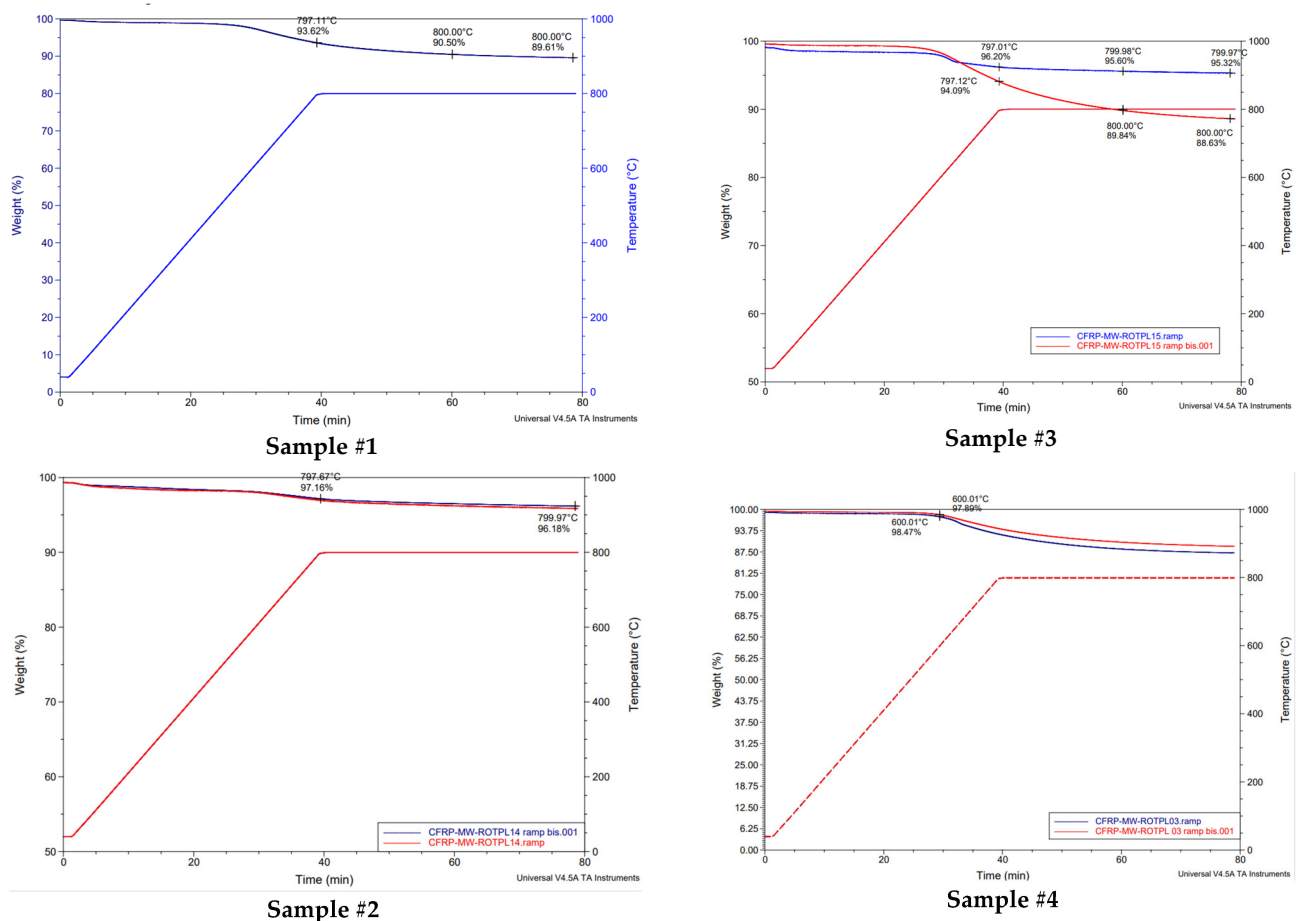 797.11°C
93.62%
800.00°C
90.50%
800.00°C
89.61%
100
90
80
70
60
50
40
30
20
10
0
Weight (%)
1000
800
600
400
200
0
Temperature (°C)
0
20
40
60
80
Time (min)
Universal V4.5A TA Instruments
Sample #1
797.01°C
96.20%
799.98°C
95.60%
799.97°C
95.32%
797.12°C
94.09%
800.00°C
89.84%
800.00°C
88.63%
100
90
80
70
60
50
Weight (%)
1000
800
600
400
200
0
Temperature (°C)
CFRP-MW-ROTPL15.ramp
CFRP-MW-ROTPL15 ramp bis.001
0
20
40
60
80
Time (min)
Universal V4.5A TA Instruments
Sample #3
797.67°C
97.16%
799.97°C
96.18%
100
90
80
70
60
50
Weight (%)
1000
800
600
400
200
0
Temperature (°C)
CFRP-MW-ROTPL14 ramp bis.001
CFRP-MW-ROTPL14.ramp
0
20
40
60
80
Time (min)
Universal V4.5A TA Instruments
Sample #2
600.01°C
97.89%
600.01°C
98.47%
100.00
93.75
87.50
81.25
75.00
68.75
62.50
56.25
50.00
43.75
37.50
31.25
25.00
18.75
12.50
6.25
0.00
Weight (%)
1000
800
600
400
200
0
Temperature (°C)
CFRP-MW-ROTPL03.ramp
CFRP-MW-ROTPL 03 ramp bis.001
0
20
40
60
80
Time (min)
Universal V4.5A TA Instruments
Sample #4